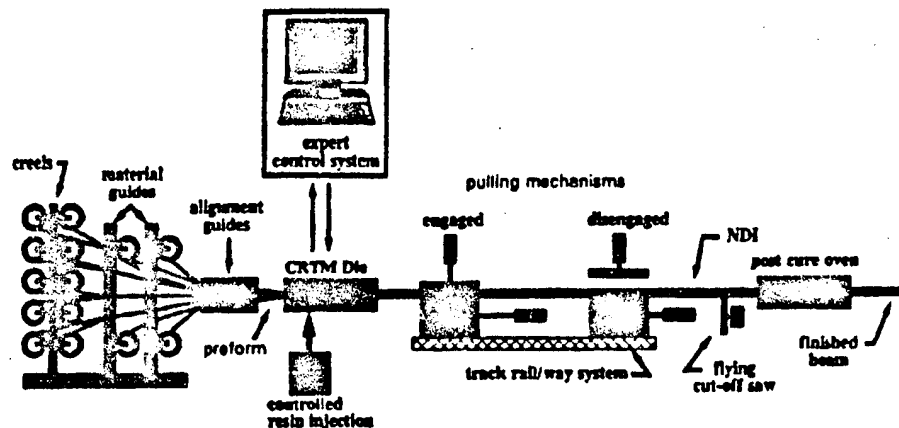 expert
control system
creels
material
guides
alignment
guides
pulling mechanisms
engaged
disengaged
NDI
CRTM Die
post cure oven
preform
finished
beam
track rail/way system
flying
cut-off saw
controlled
resin injection